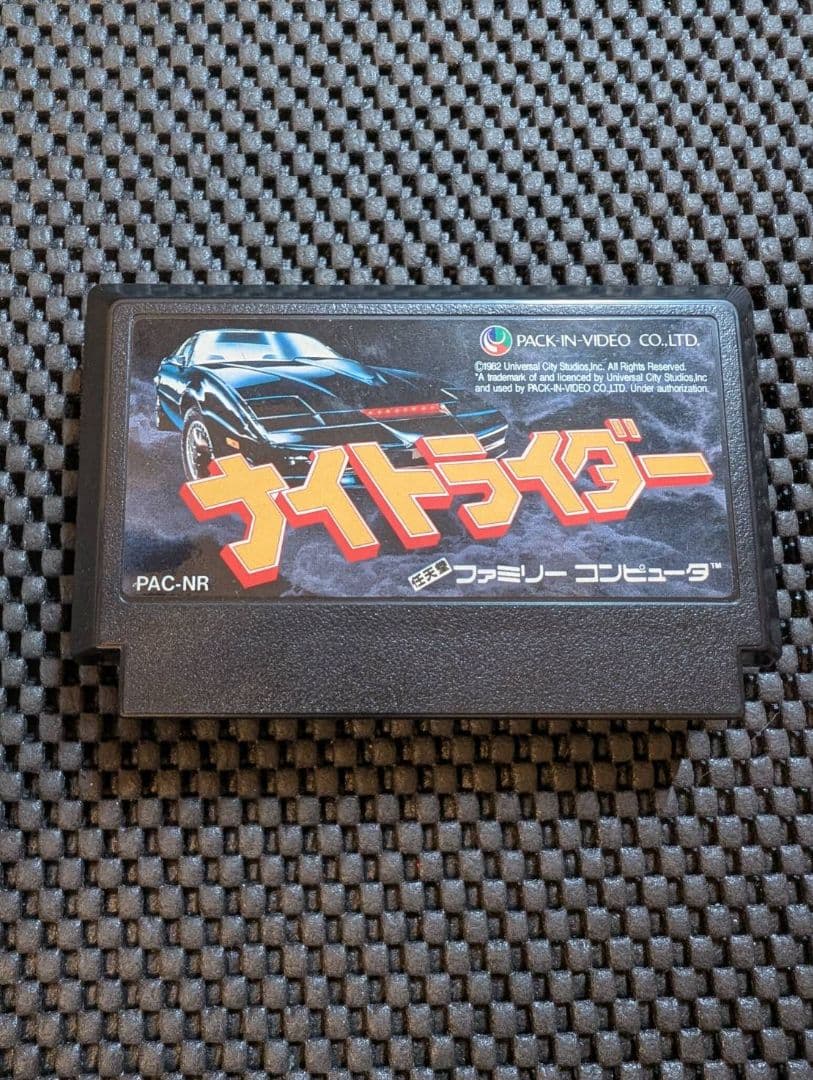 PACK-IN-VIDEO CO.,LTD.
©1982 Universal City Studios,Inc. All Rights Reserved.
*A trademark of and licenced by Universal City Studios,Inc
and used by PACK-IN-VIDEO CO.,LTD. Under authorization.
ナイトライダー
任天堂 ファミリー コンピュータ™
PAC-NR